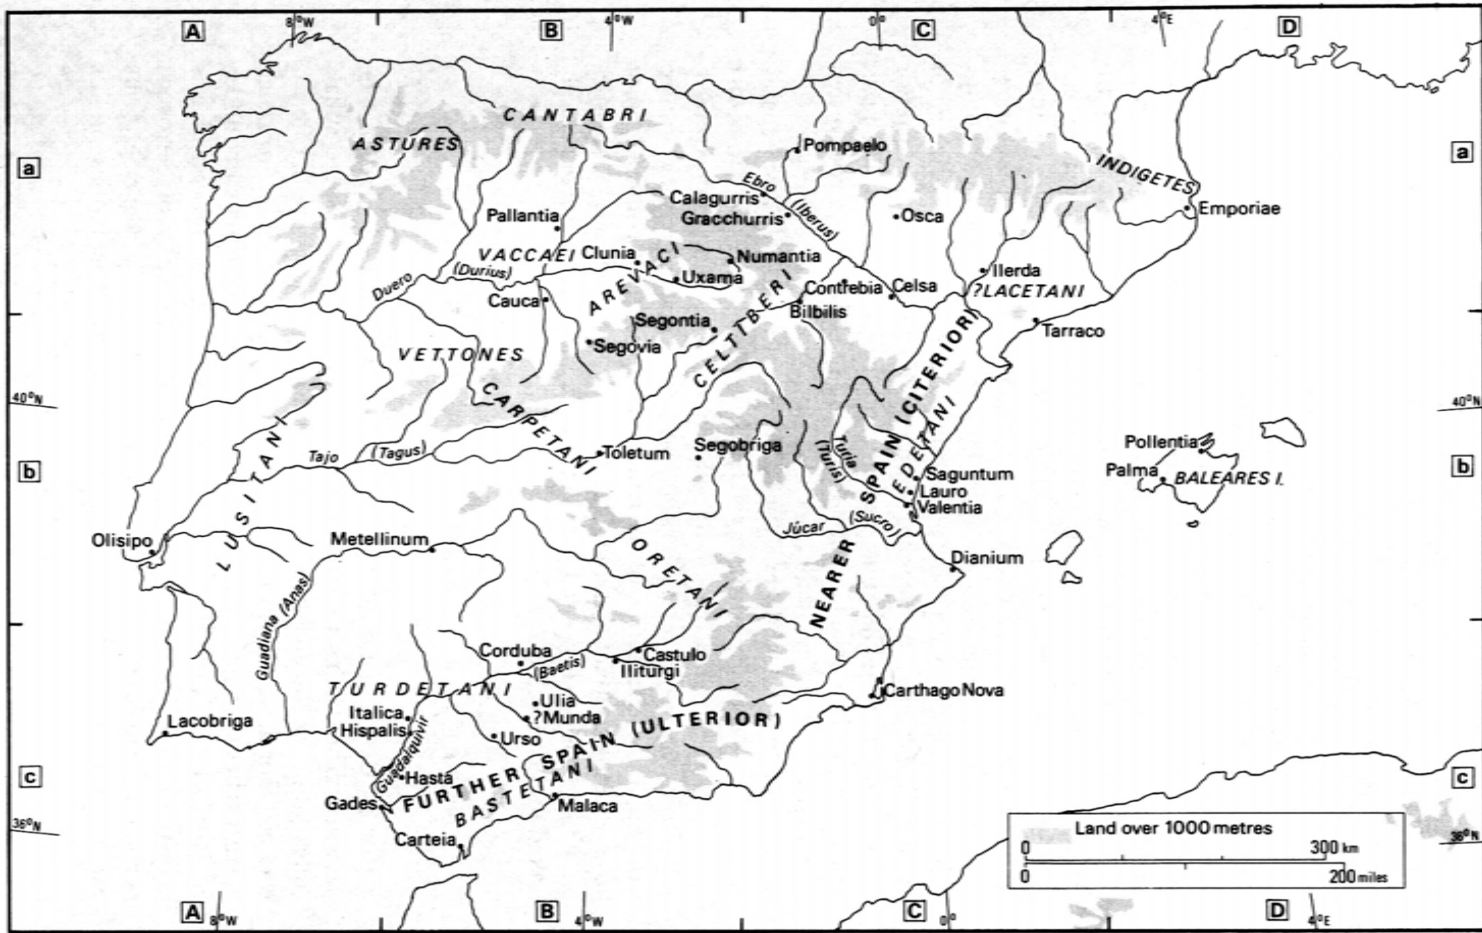 A
8°W
B
4°W
0°
C
4°E
D
CANTABRI
ASTURES
a
Pompaelo
a
INDIGETES
Ebro
(Iberus)
Calagurris
Gracchurris
Pallantia
Osca
Emporiae
VACCAEI
Clunia
Numantia
AREVACI
(Durius)
Duero
Uxama
Ilerda
Cauca
Contrebia
Celsa
(?LACETANI
Bilbilis
Segontia
Tarraco
CELTIBERI
Segovia
VETTONES
40°N
40°N
CARPETANI
SPAIN (CITERIOR)
EDETANI
LUSITANI
Tajo
(Tagus)
Toletum
Segobriga
Turia
(Turis)
Pollentia
b
Palma
BALEARES I.
b
Saguntum
Lauro
Valentia
Júcar
(Sucro)
Olisipo
Metellinum
ORETANI
NEARER
Dianium
Guadiana (Anas)
Corduba
(Baetis)
Castulo
Iliturgi
TURDETANI
Carthago Nova
Ulia
Italica
?Munda
Lacobriga
Hispalis
Urso
Guadalquivir
FURTHER SPAIN (ULTERIOR)
c
Hasta
BASTETANI
c
Gades
Malaca
Carteia
36°N
36°N
Land over 1000 metres
0
300 km
0
200 miles
A
8°W
B
4°W
C
0°
D
4°E